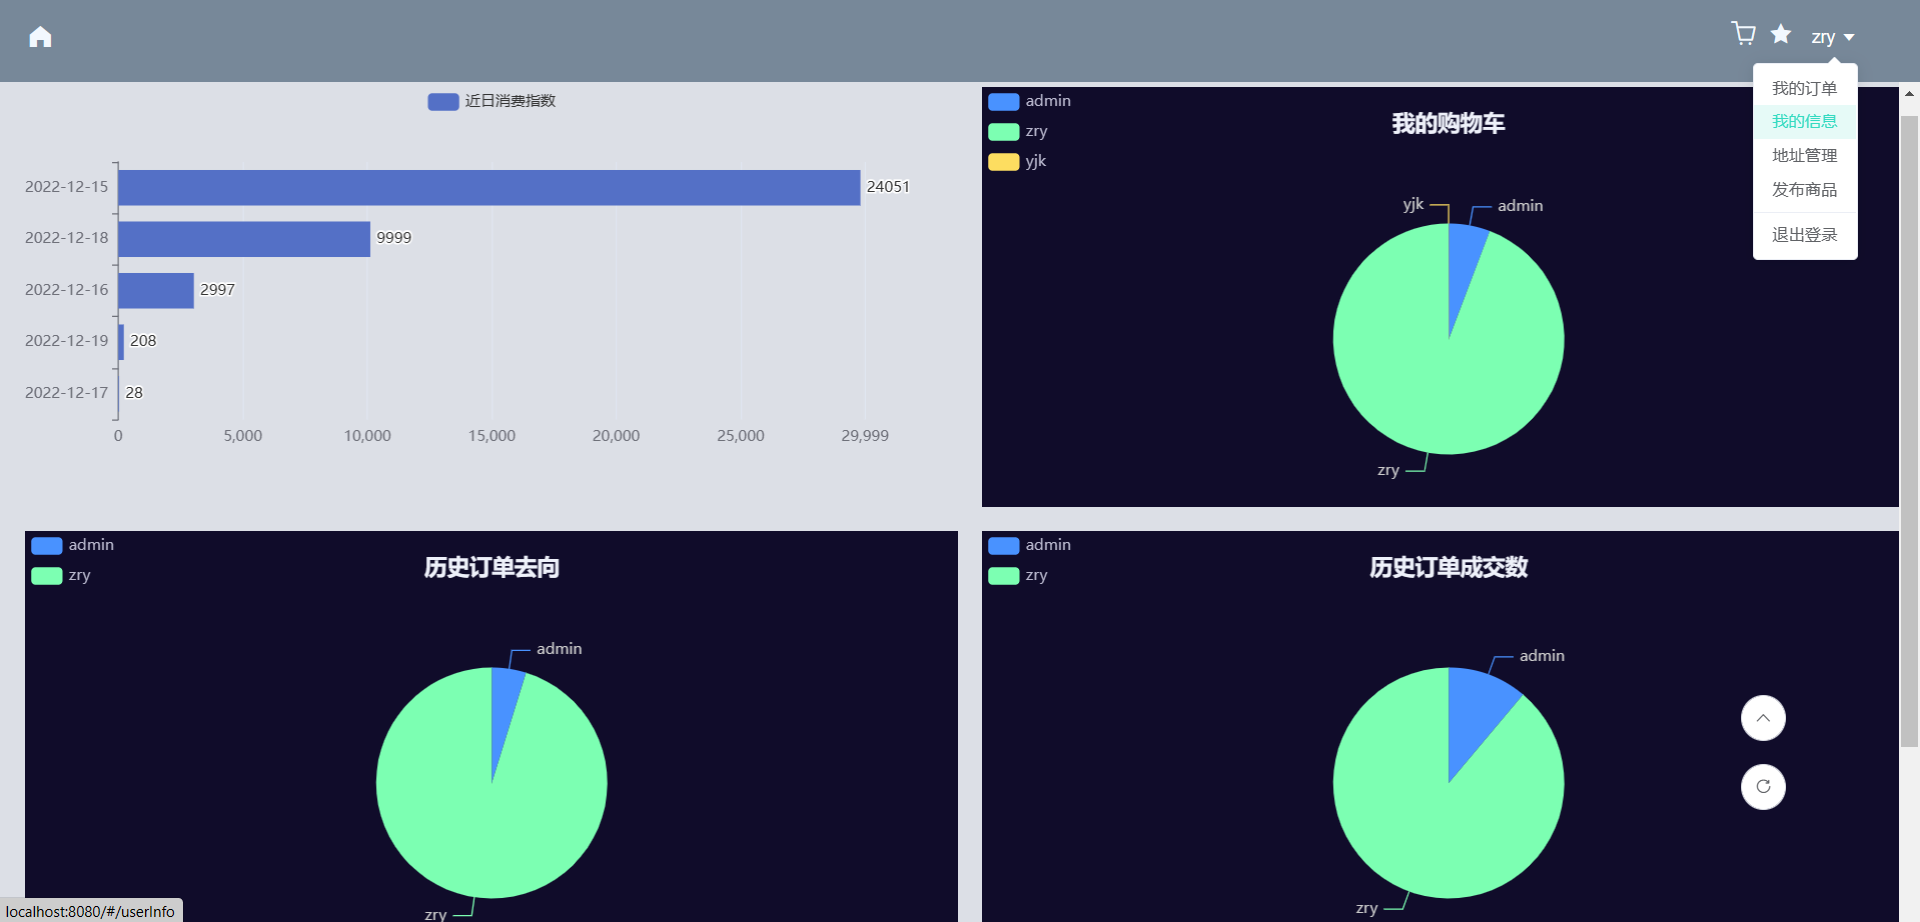 zry
我的订单
我的信息
地址管理
发布商品
退出登录
近日消费指数
2022-12-15 24051
2022-12-18 9999
2022-12-16 2997
2022-12-19 208
2022-12-17 28
0 5,000 10,000 15,000 20,000 25,000 29,999
admin
zry
yjk
我的购物车
yjk admin
zry
admin
zry
历史订单去向
admin
zry
admin
zry
历史订单成交数
admin
zry
localhost:8080/#/userInfo